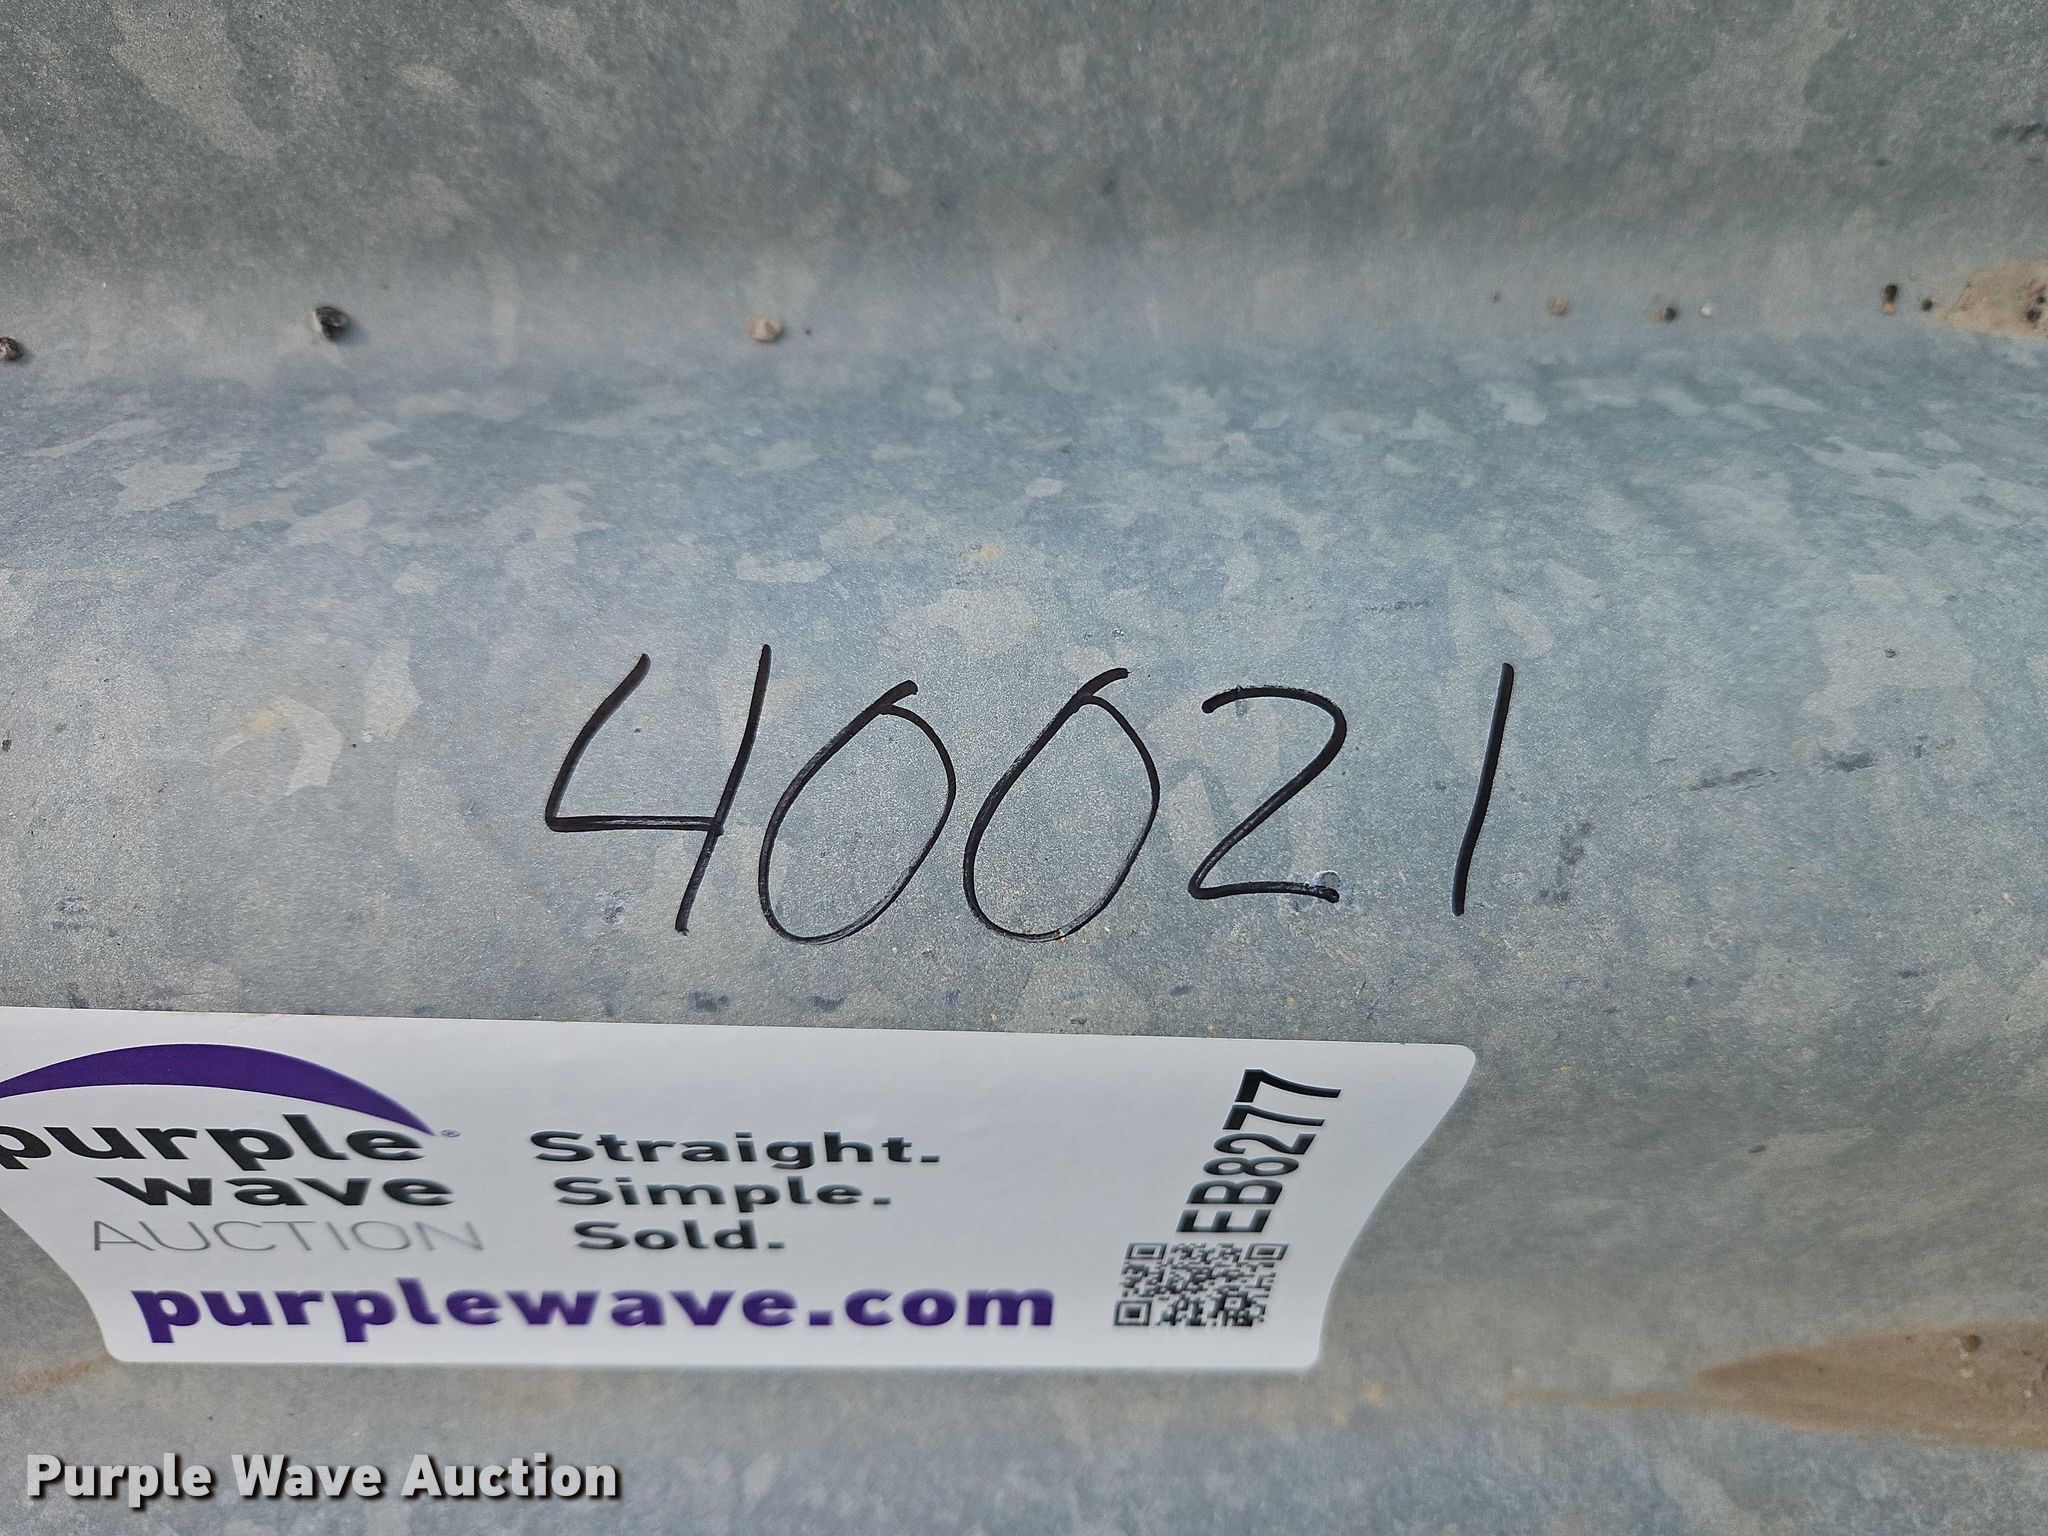 40021
purple
wave
AUCTION
Straight.
Simple.
Sold.
purplewave.com
EB8277
Purple Wave Auction